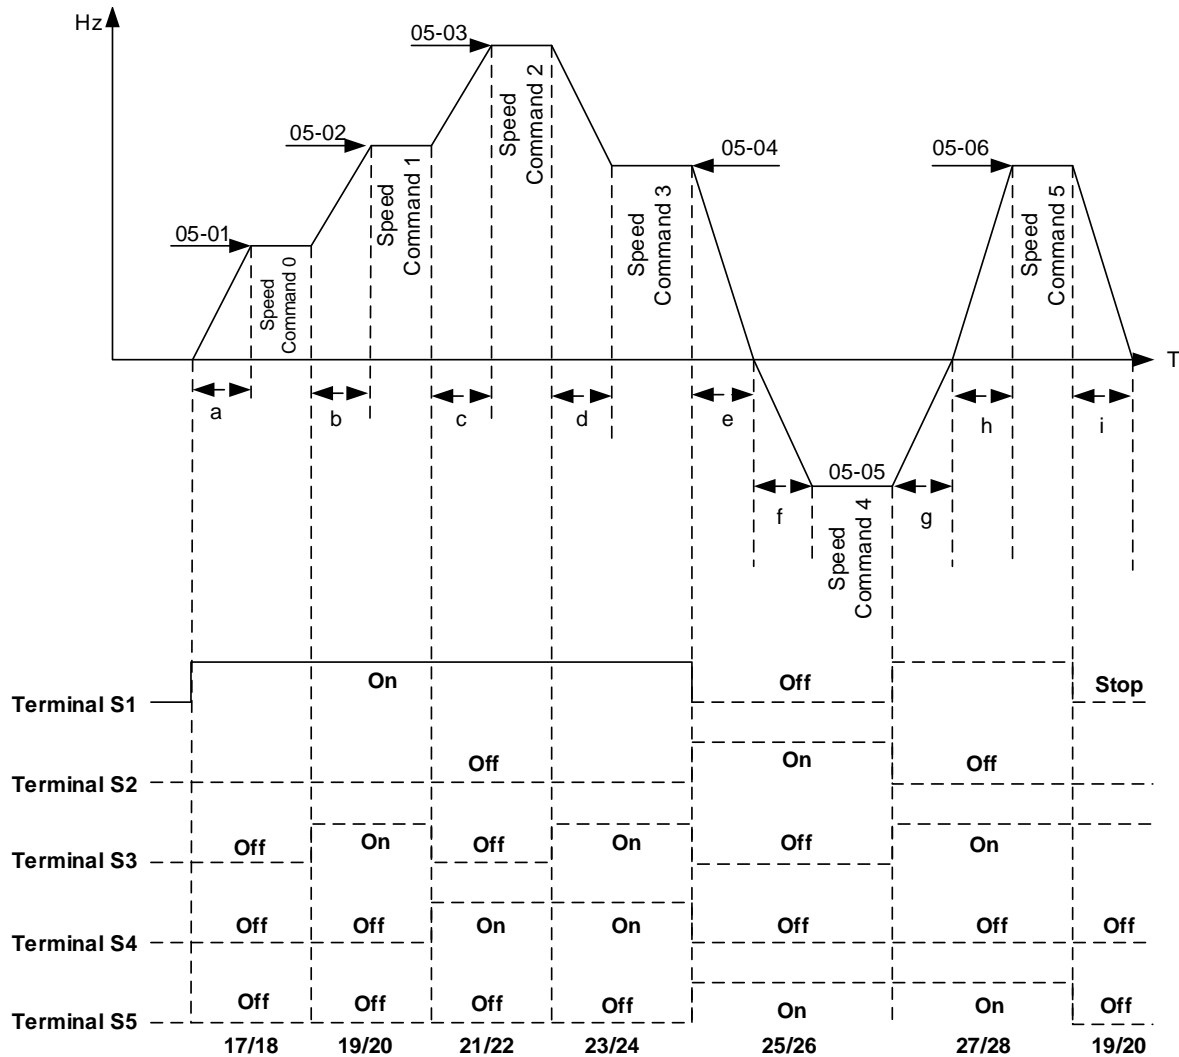 Hz
05-03
05-02
05-04
05-06
05-01
Speed
Command 0
Speed
Command 1
Speed
Command 2
Speed
Command 3
Speed
Command 5
T
a
b
c
d
e
h
i
05-05
f
g
Speed
Command 4
Terminal S1
On
Off
Stop
Terminal S2
Off
On
Off
Terminal S3
Off
On
Off
On
Off
On
Terminal S4
Off
Off
On
On
Off
Off
Off
Terminal S5
Off
Off
Off
Off
On
On
Off
17/18
19/20
21/22
23/24
25/26
27/28
19/20